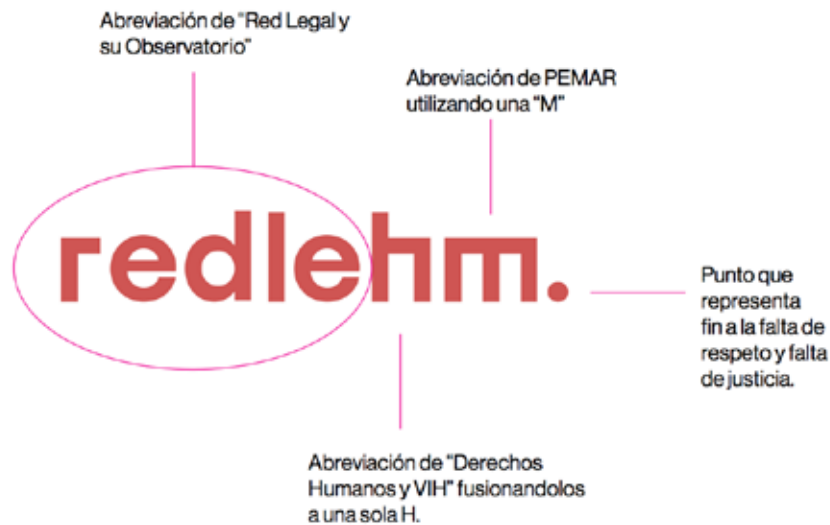 Abreviación de "Red Legal y
su Observatorio"
Abreviación de PEMAR
utilizando una "M"
redlehm.
Punto que
representa
fin a la falta de
respeto y falta
de justicia.
Abreviación de "Derechos
Humanos y VIH" fusionandolos
a una sola H.